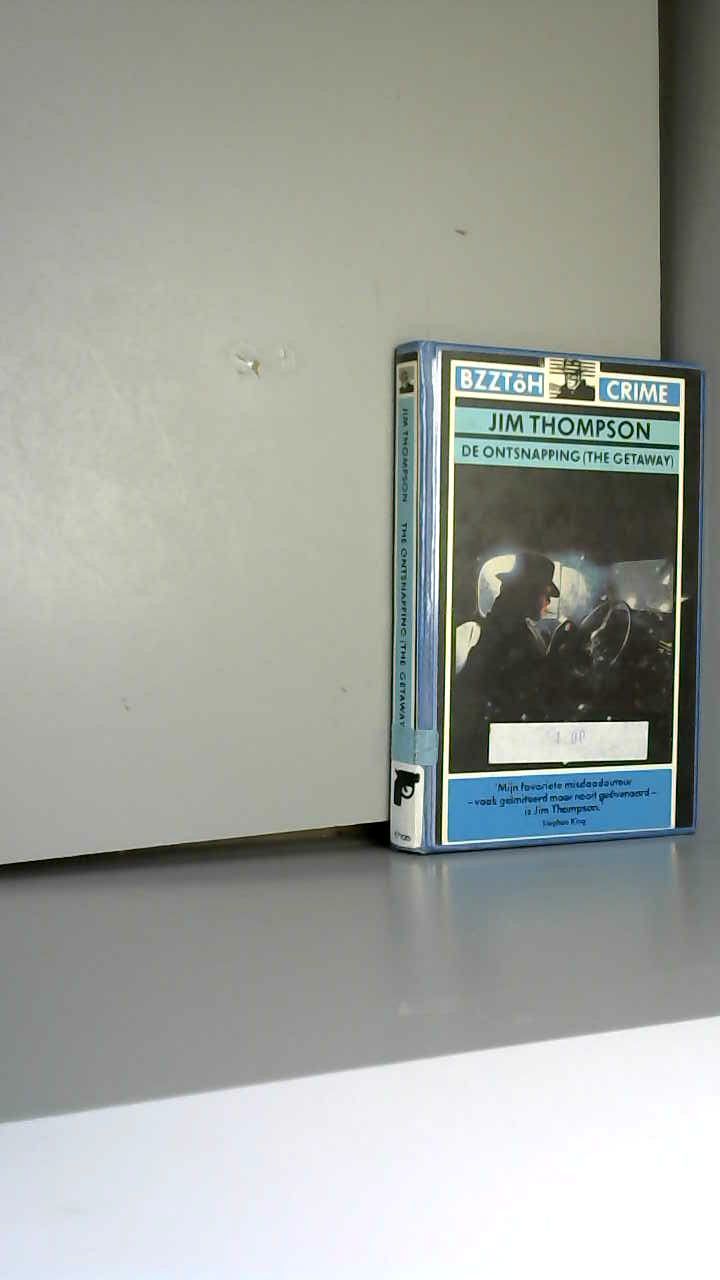 BZZTôH CRIME
JIM THOMPSON
DE ONTSNAPPING (THE GETAWAY)
'Mijn favoriete misdaadauteur
– vaak geïmiteerd maar nooit geëvenaard –
is Jim Thompson.'
Stephen King
JIM THOMPSON THE ONTSNAPPING (THE GETAWAY